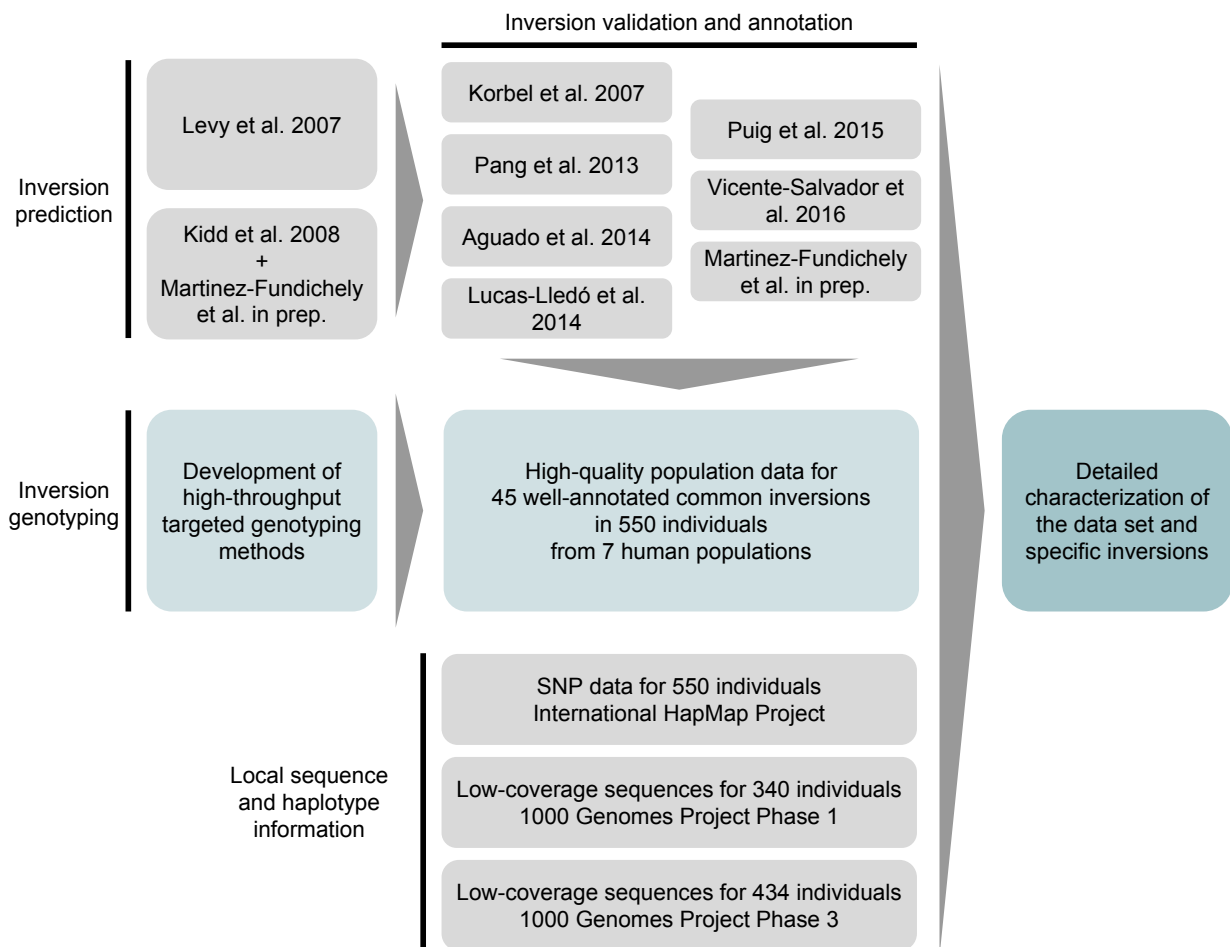 Inversion validation and annotation
Inversion
prediction
Levy et al. 2007
Kidd et al. 2008
+
Martinez-Fundichely
et al. in prep.
Korbel et al. 2007
Pang et al. 2013
Aguado et al. 2014
Lucas-Lledó et al.
2014
Puig et al. 2015
Vicente-Salvador et
al. 2016
Martinez-Fundichely
et al. in prep.
Inversion
genotyping
Development of
high-throughput
targeted genotyping
methods
High-quality population data for
45 well-annotated common inversions
in 550 individuals
from 7 human populations
Detailed
characterization of
the data set and
specific inversions
Local sequence
and haplotype
information
SNP data for 550 individuals
International HapMap Project
Low-coverage sequences for 340 individuals
1000 Genomes Project Phase 1
Low-coverage sequences for 434 individuals
1000 Genomes Project Phase 3